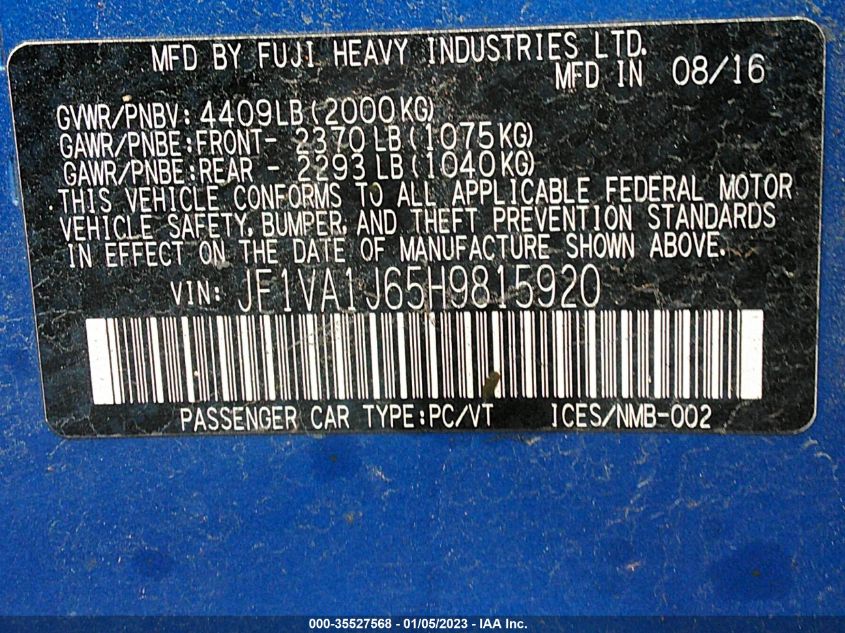 MFD BY FUJI HEAVY INDUSTRIES LTD.
MFD IN 08/16
GVWR/PNBV: 4409LB(2000KG)
GAWR/PNBE:FRONT- 2370 LB(1075KG)
GAWR/PNBE:REAR - 2293 LB(1040KG)
THIS VEHICLE CONFORMS TO ALL APPLICABLE FEDERAL MOTOR
VEHICLE SAFETY, BUMPER, AND THEFT PREVENTION STANDARDS
IN EFFECT ON THE DATE OF MANUFACTURE SHOWN ABOVE.
VIN: JF1VA1J65H9815920
PASSENGER CAR TYPE:PC/VT ICES/NMB-002
000-35527568 - 01/05/2023 - IAA Inc.